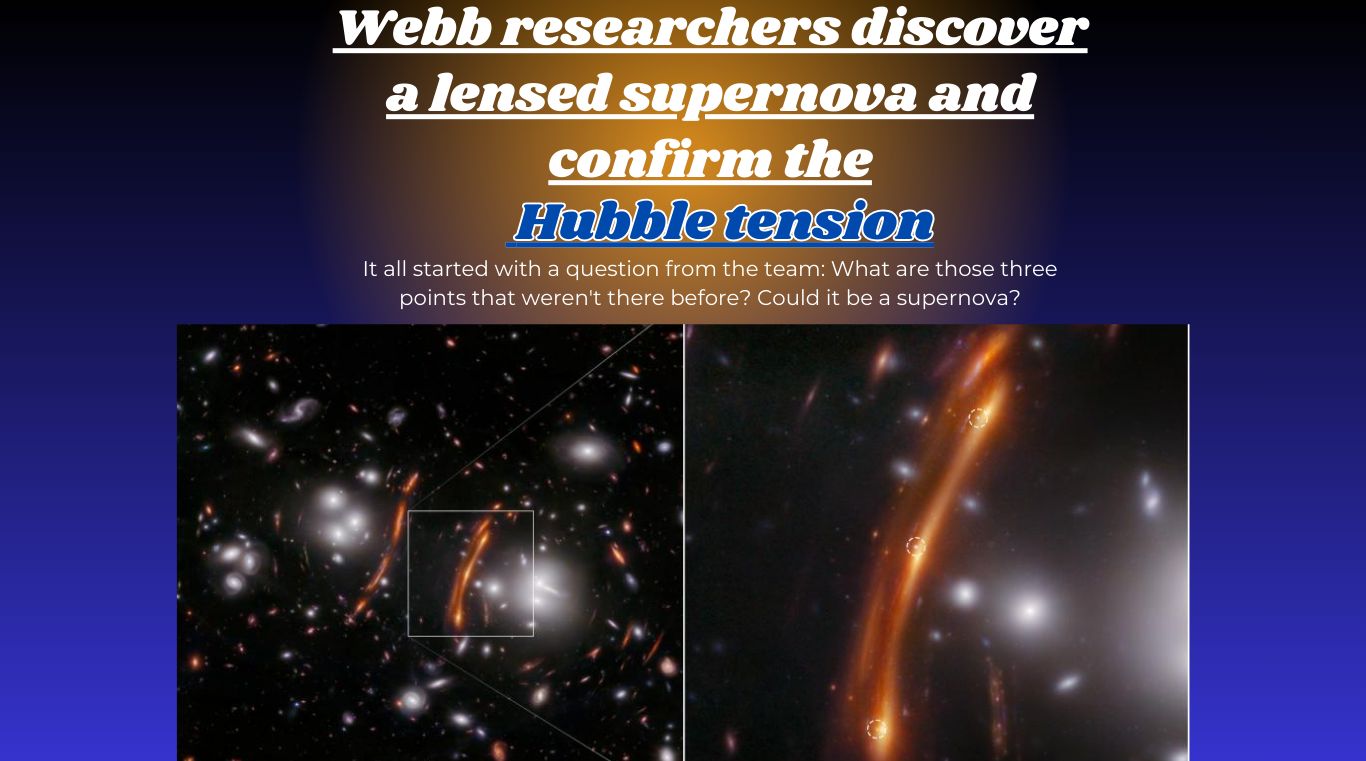 Webb researchers discover
a lensed supernova and
confirm the
Hubble tension
It all started with a question from the team: What are those three
points that weren't there before? Could it be a supernova?